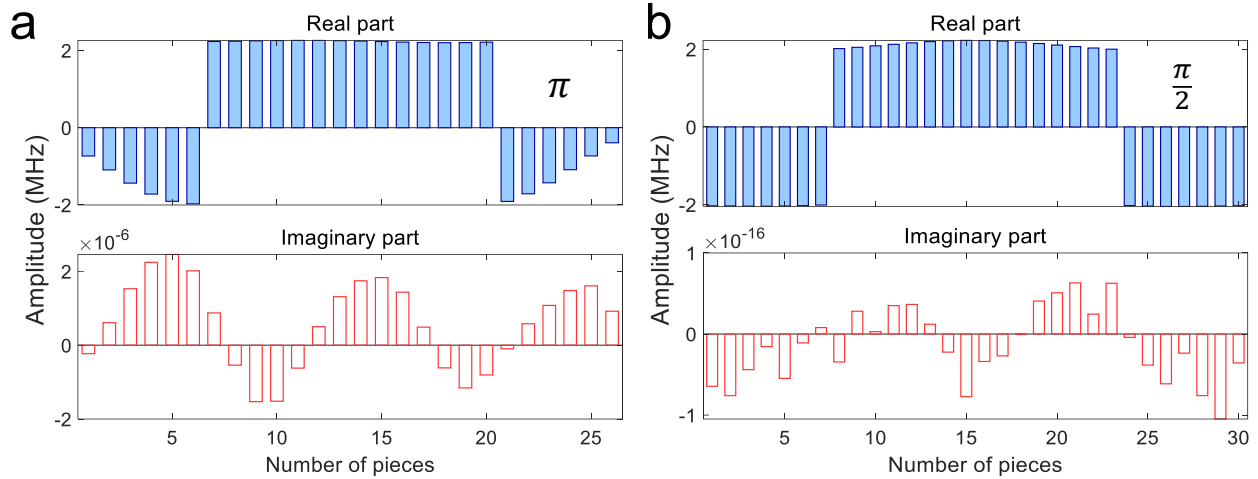 a
Real part
2
0
-2
π
Amplitude (MHz)
×10-6
Imaginary part
2
0
-2
5
10
15
20
25
Number of pieces
b
Real part
2
0
-2
π
2
Amplitude (MHz)
×10-16
Imaginary part
1
0
-1
5
10
15
20
25
30
Number of pieces